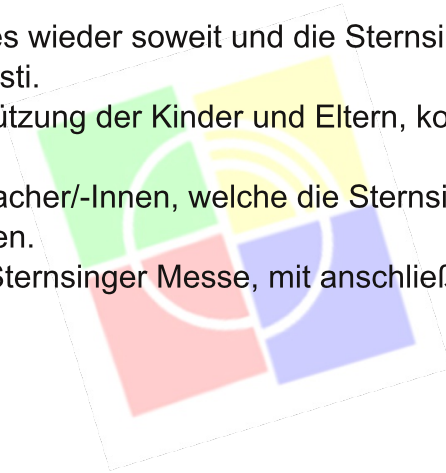 es wieder soweit und die Sternsi
sti.
ützung der Kinder und Eltern, ko
acher/-Innen, welche die Sternsi
en.
Sternsinger Messe, mit anschließ